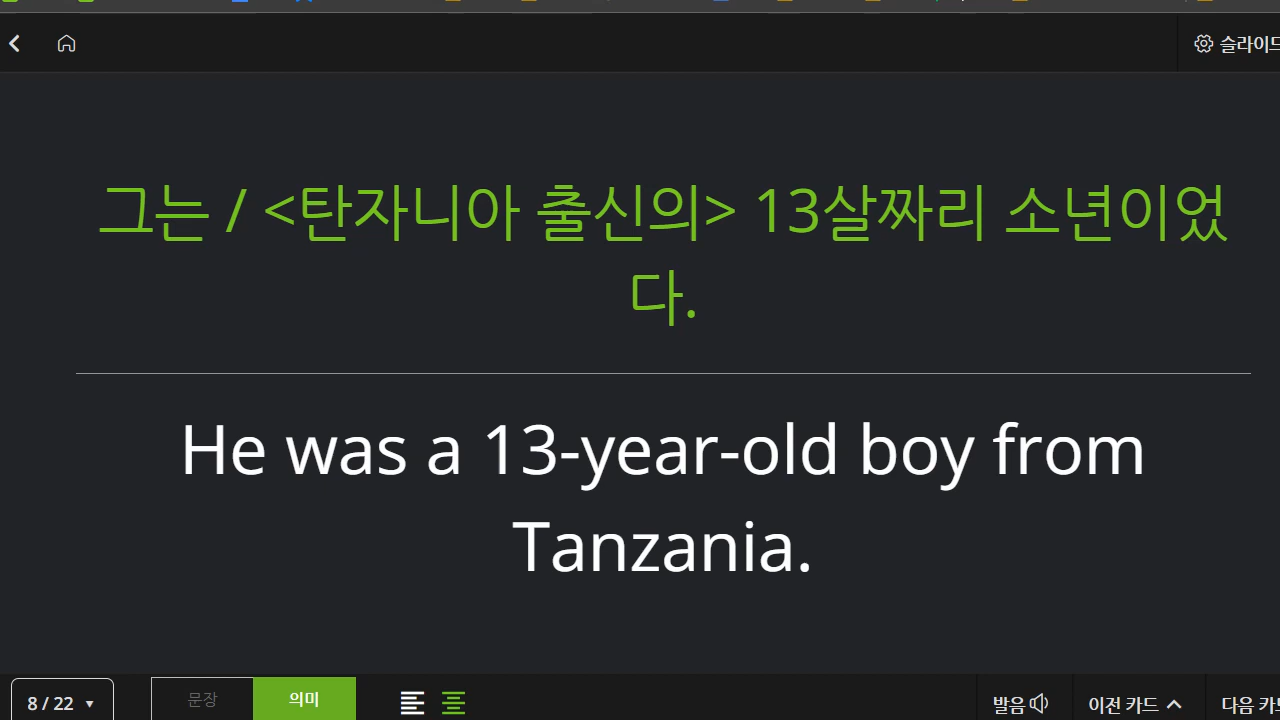 슬라이드
그는 / <탄자니아 출신의> 13살짜리 소년이었
다.
He was a 13-year-old boy from
Tanzania.
8 / 22 ▼ 문장 의미 발음 이전 카드 다음